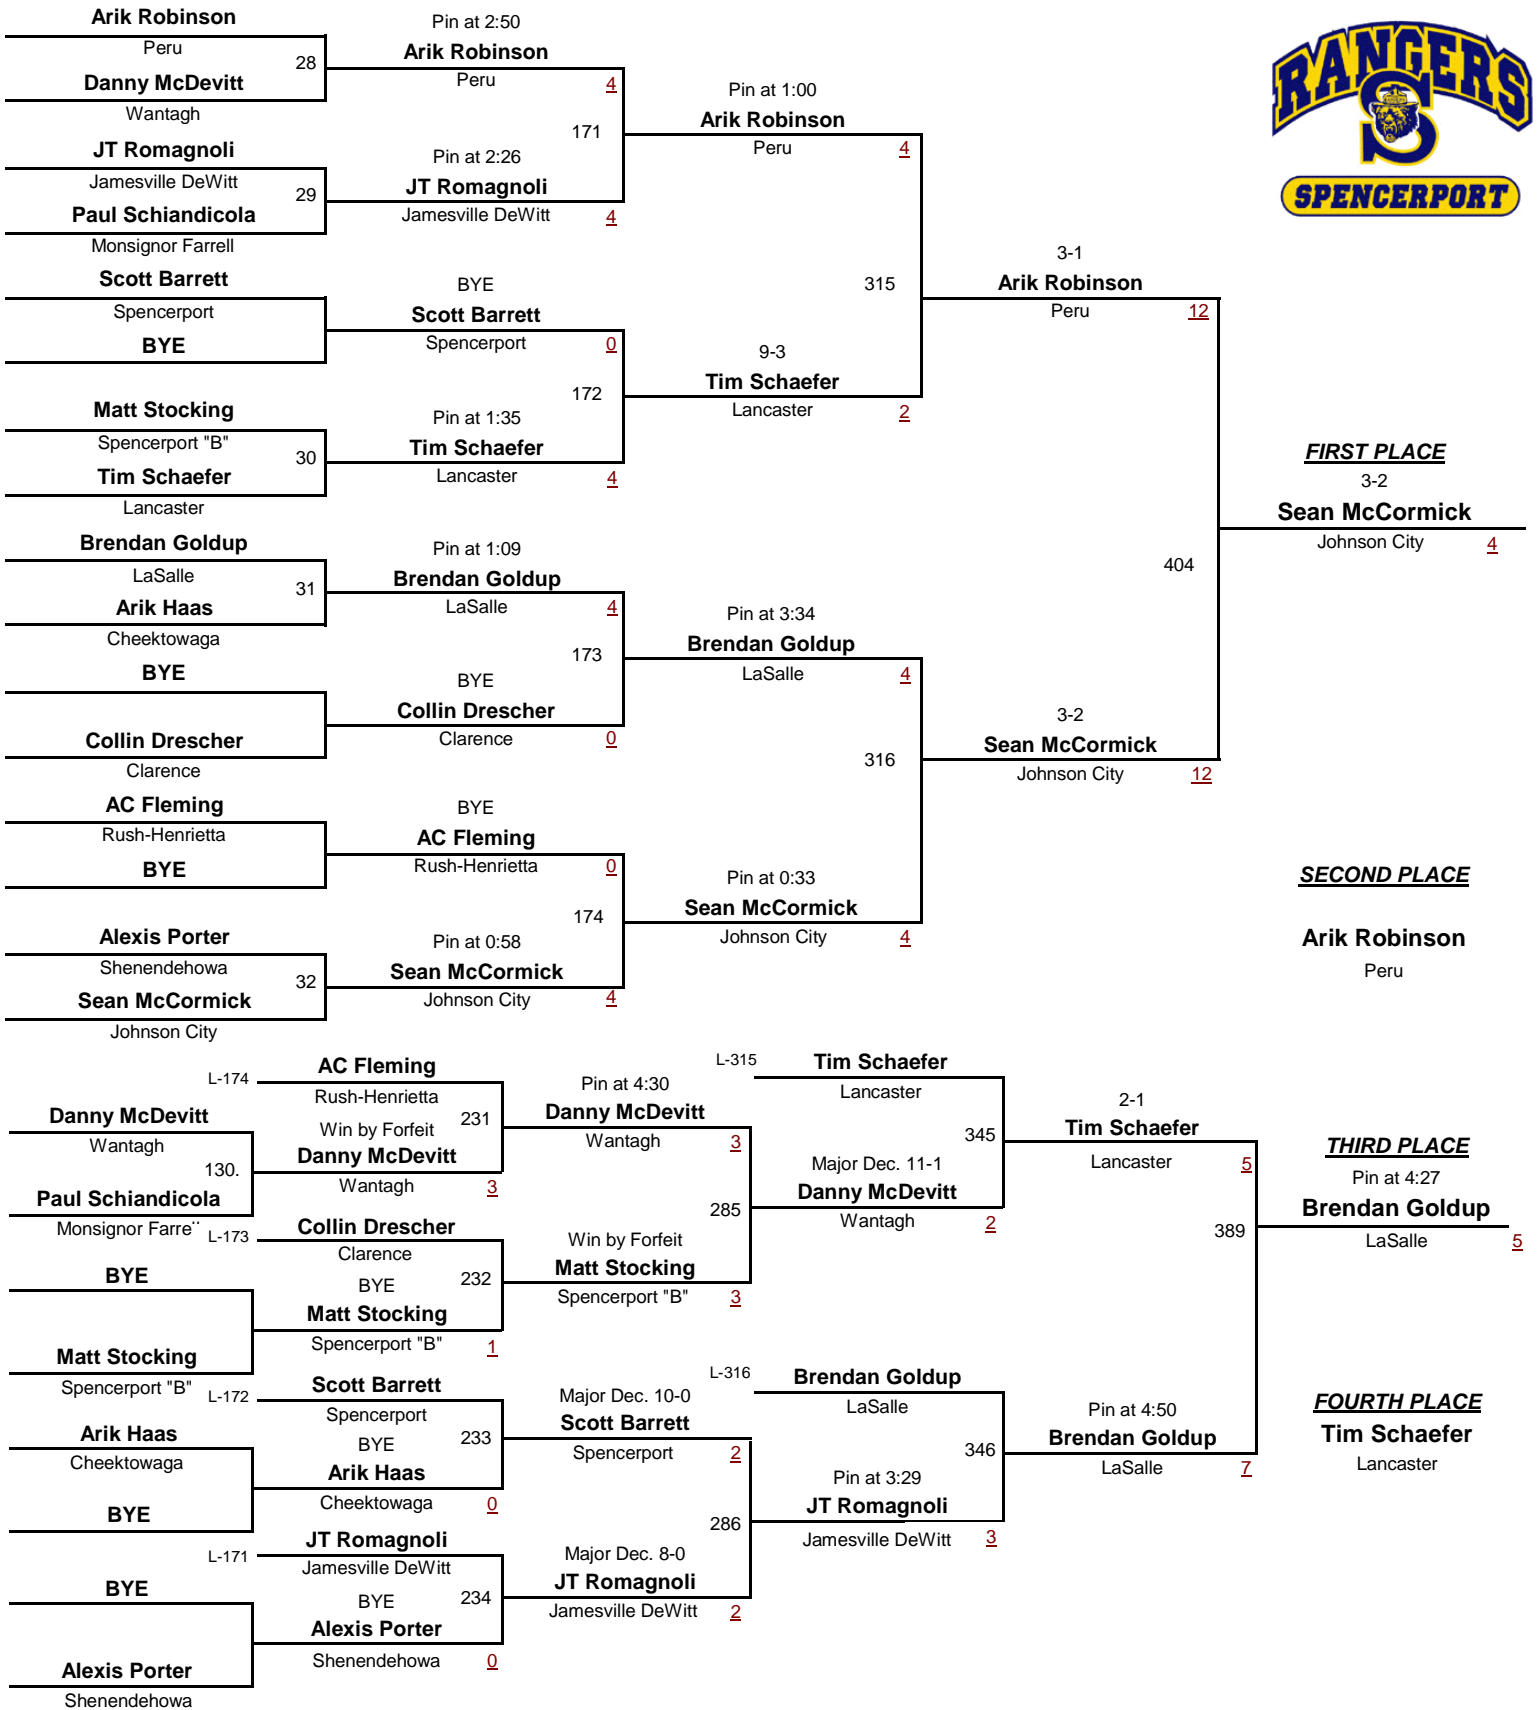 Arik Robinson
Peru
28
Danny McDevitt
Wantagh
JT Romagnoli
Jamesville DeWitt
29
Paul Schiandicola
Monsignor Farrell
Scott Barrett
Spencerport
BYE
Matt Stocking
Spencerport "B"
30
Tim Schaefer
Lancaster
Brendan Goldup
LaSalle
31
Arik Haas
Cheektowaga
BYE
Collin Drescher
Clarence
AC Fleming
Rush-Henrietta
BYE
Alexis Porter
Shenendehowa
32
Sean McCormick
Johnson City
Pin at 2:50
Arik Robinson
Peru 4
171
Pin at 2:26
JT Romagnoli
Jamesville DeWitt 4
BYE
Scott Barrett
Spencerport 0
172
Pin at 1:35
Tim Schaefer
Lancaster 4
Pin at 1:09
Brendan Goldup
LaSalle 4
173
BYE
Collin Drescher
Clarence 0
BYE
AC Fleming
Rush-Henrietta 0
174
Pin at 0:58
Sean McCormick
Johnson City 4
Pin at 1:00
Arik Robinson
Peru 4
315
9-3
Tim Schaefer
Lancaster 2
Pin at 3:34
Brendan Goldup
LaSalle 4
316
Pin at 0:33
Sean McCormick
Johnson City 4
3-1
Arik Robinson
Peru 12
404
3-2
Sean McCormick
Johnson City 12
RANGERS
S
SPENCERPORT
FIRST PLACE
3-2
Sean McCormick
Johnson City 4
SECOND PLACE
Arik Robinson
Peru
Danny McDevitt
Wantagh
130.
Paul Schiandicola
Monsignor Farre
BYE
Matt Stocking
Spencerport "B"
Arik Haas
Cheektowaga
BYE
BYE
Alexis Porter
Shenendehowa
L-174
AC Fleming
Rush-Henrietta
231
Win by Forfeit
Danny McDevitt
Wantagh 3
L-173
Collin Drescher
Clarence
232
BYE
Matt Stocking
Spencerport "B" 1
L-172
Scott Barrett
Spencerport
233
BYE
Arik Haas
Cheektowaga 0
L-171
JT Romagnoli
Jamesville DeWitt
234
BYE
Alexis Porter
Shenendehowa 0
Pin at 4:30
Danny McDevitt
Wantagh 3
285
Win by Forfeit
Matt Stocking
Spencerport "B" 3
Major Dec. 10-0
Scott Barrett
Spencerport 2
286
Major Dec. 8-0
JT Romagnoli
Jamesville DeWitt 2
L-315
Tim Schaefer
Lancaster
345
Major Dec. 11-1
Danny McDevitt
Wantagh 2
L-316
Brendan Goldup
LaSalle
346
Pin at 3:29
JT Romagnoli
Jamesville DeWitt 3
2-1
Tim Schaefer
Lancaster 5
389
Pin at 4:50
Brendan Goldup
LaSalle 7
THIRD PLACE
Pin at 4:27
Brendan Goldup
LaSalle 5
FOURTH PLACE
Tim Schaefer
Lancaster